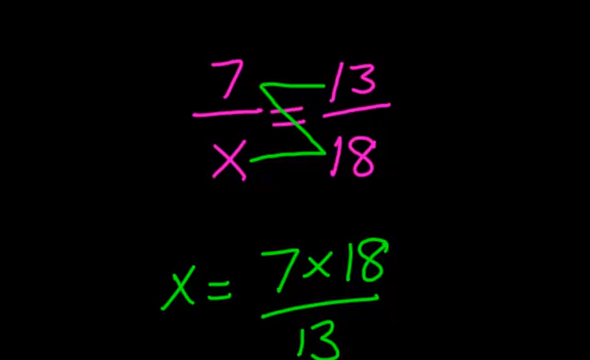 7/x = 13/18
x = 7×18/13